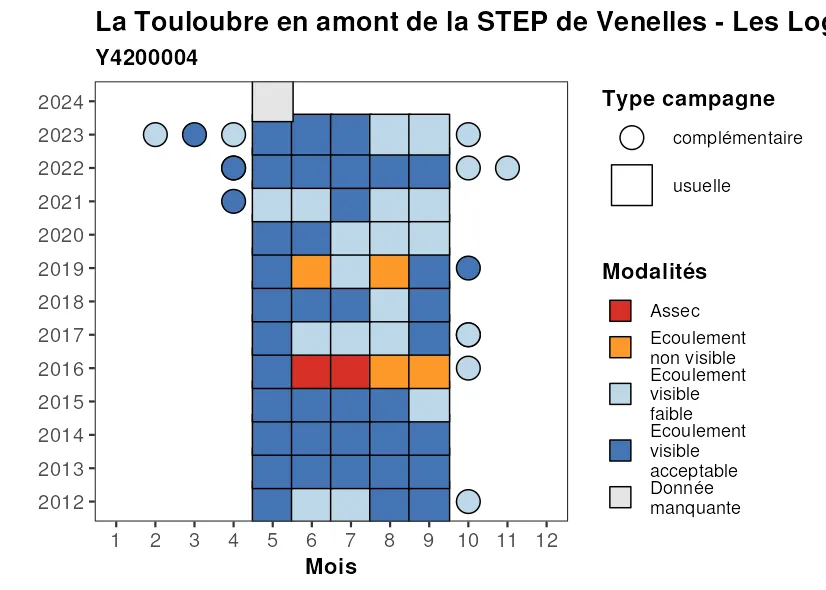 La Touloubre en amont de la STEP de Venelles - Les Log
Y4200004
2024
2023
2022
2021
2020
2019
2018
2017
2016
2015
2014
2013
2012
1 2 3 4 5 6 7 8 9 10 11 12
Mois
Type campagne
complémentaire
usuelle
Modalités
Assec
Ecoulement
non visible
Ecoulement
visible
faible
Ecoulement
visible
acceptable
Donnée
manquante